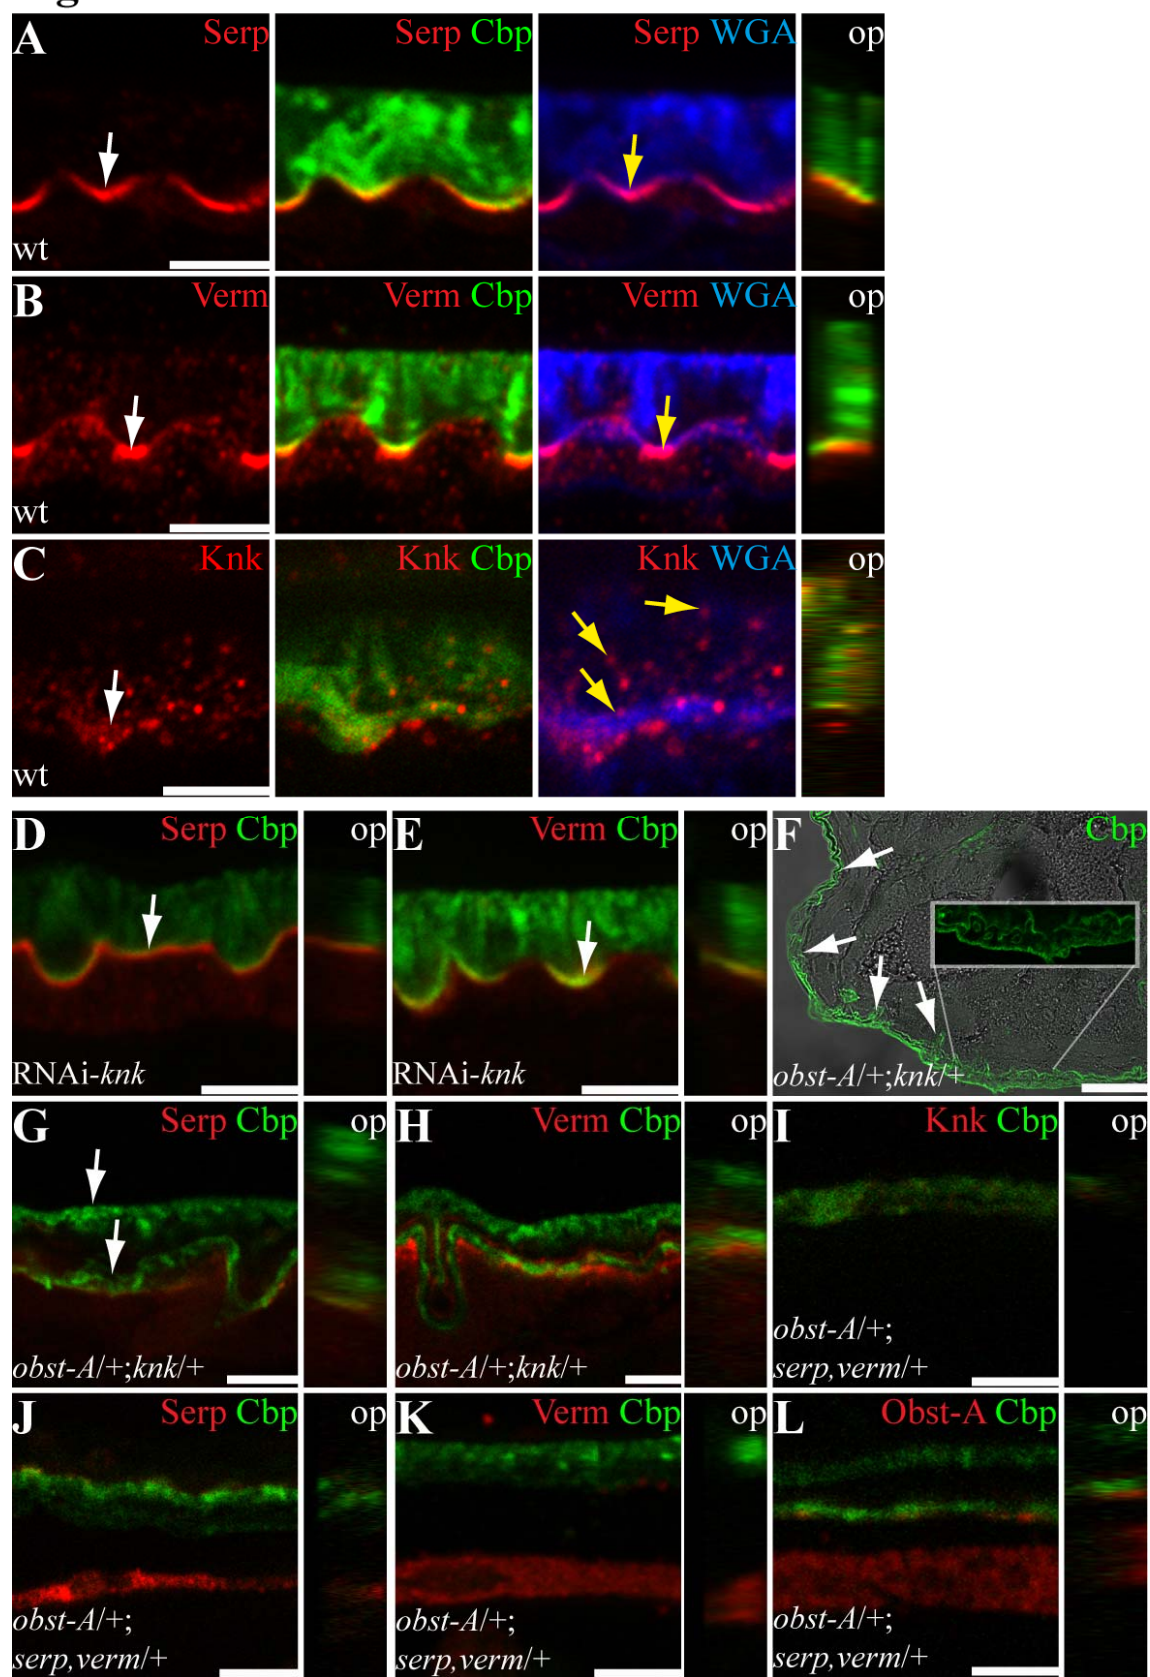 A Serp Serp Cbp Serp WGA op
wt
B Verm Verm Cbp Verm WGA op
wt
C Knk Knk Cbp Knk WGA op
wt
D Serp Cbp op E Verm Cbp op F Cbp
RNAi-knk RNAi-knk obst-A/+;knk/+
G Serp Cbp op H Verm Cbp op I Knk Cbp op
obst-A/+;knk/+ obst-A/+;knk/+ obst-A/+;
serp,verm/+
J Serp Cbp op K Verm Cbp op L Obst-A Cbp op
obst-A/+; obst-A/+; obst-A/+;
serp,verm/+ serp,verm/+ serp,verm/+